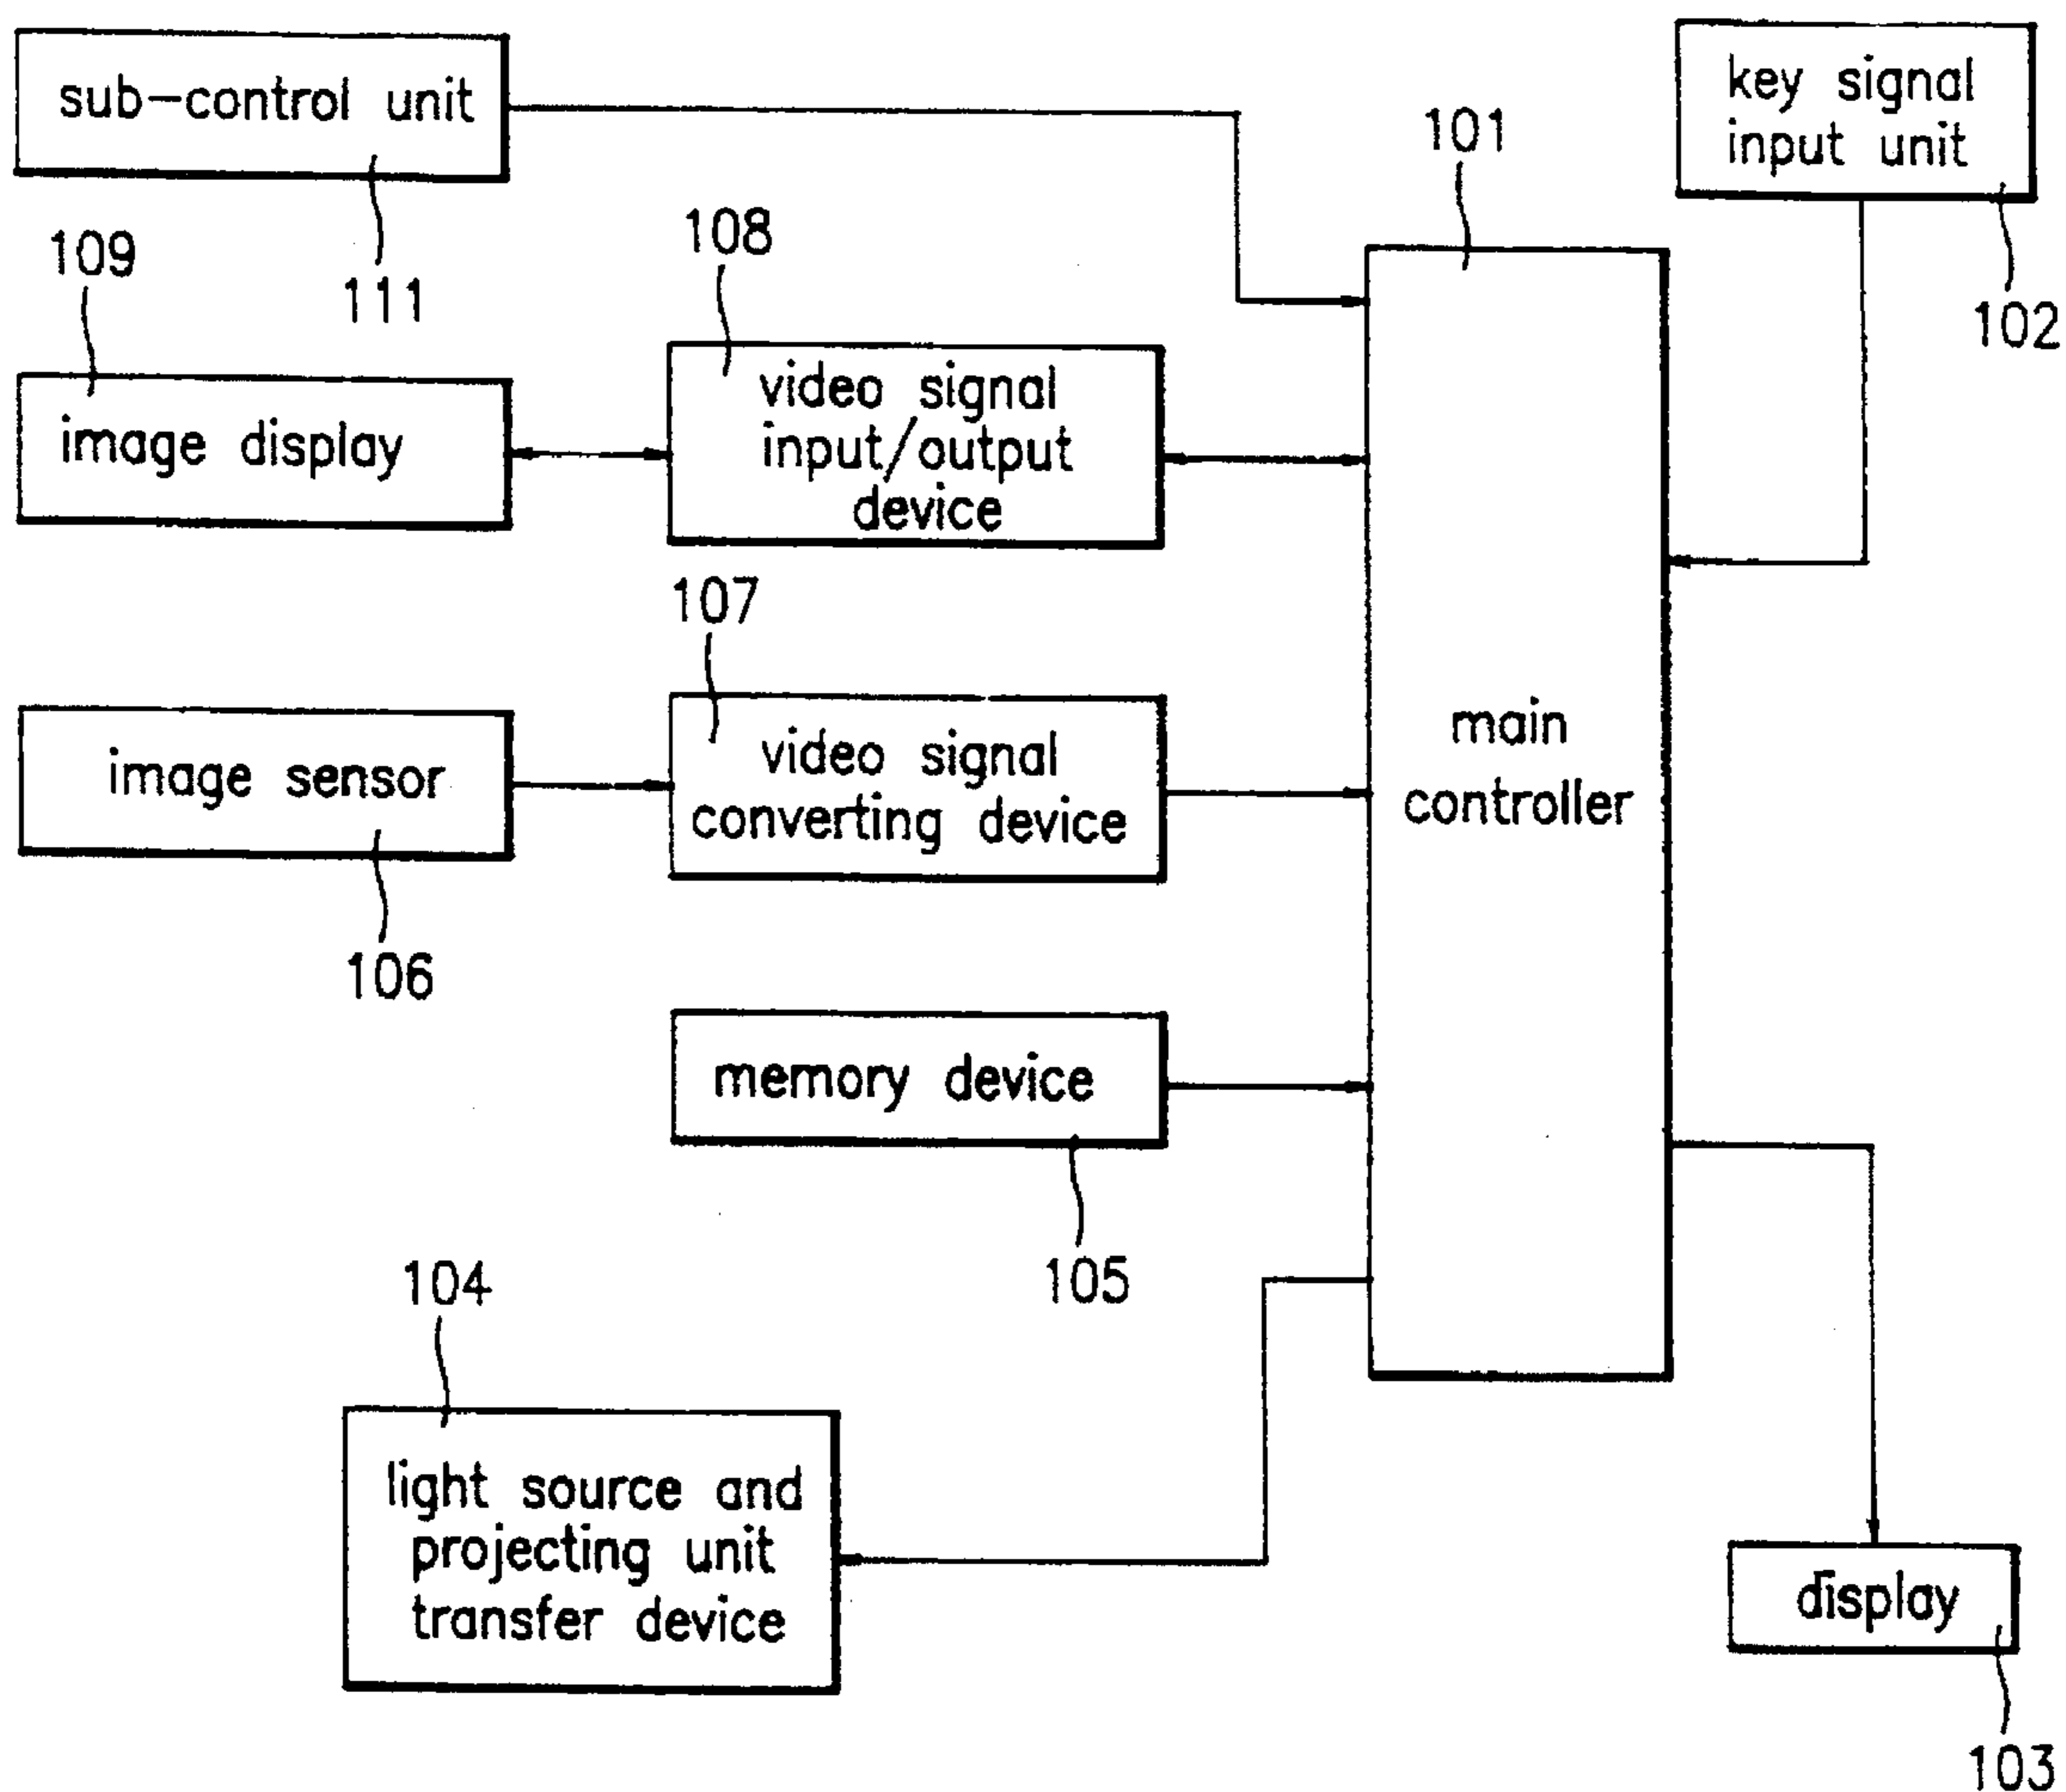 sub-control unit
111
key signal
input unit
102
101
main
controller
109
image display
108
video signal
input/output
device
107
video signal
converting device
image sensor
106
memory device
105
104
light source and
projecting unit
transfer device
display
103